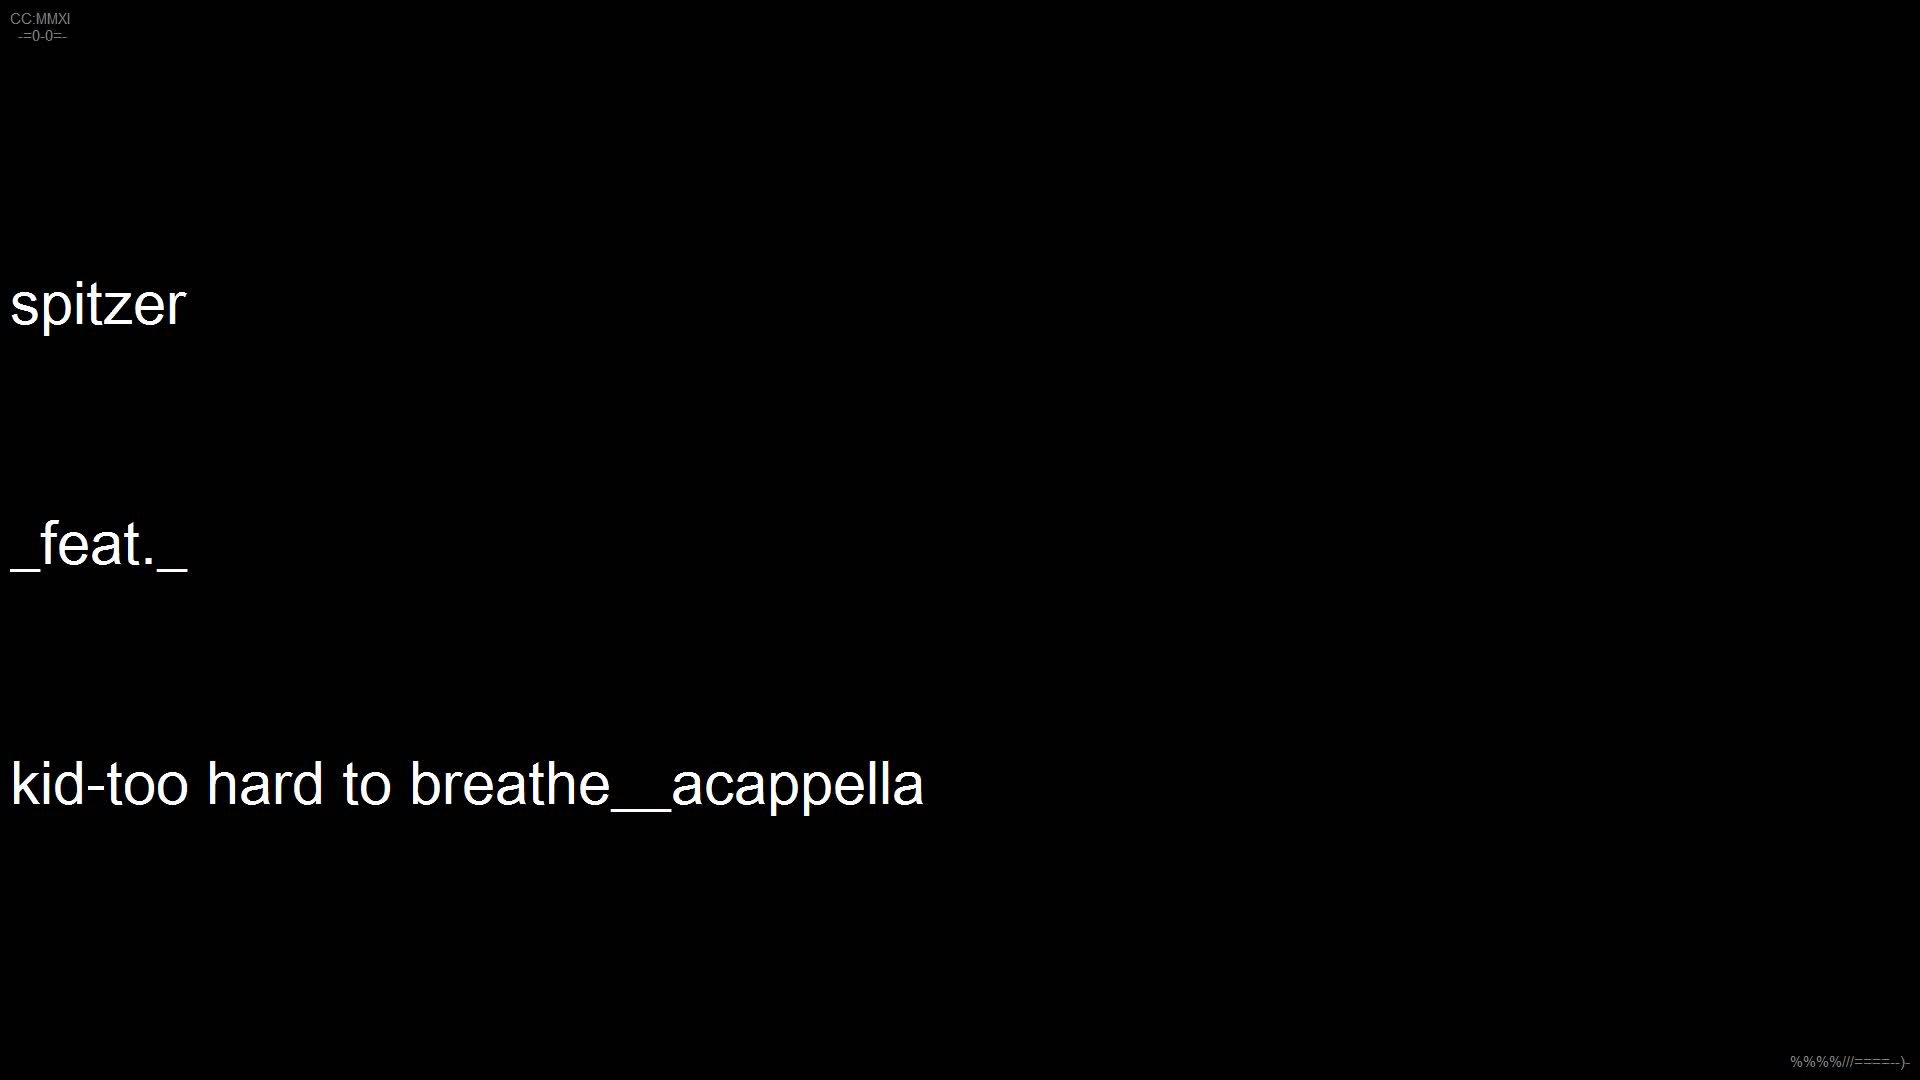 CC:MMXI
-=0-0=-
spitzer
_feat._
kid-too hard to breathe__acappella
%%%%///====--)-